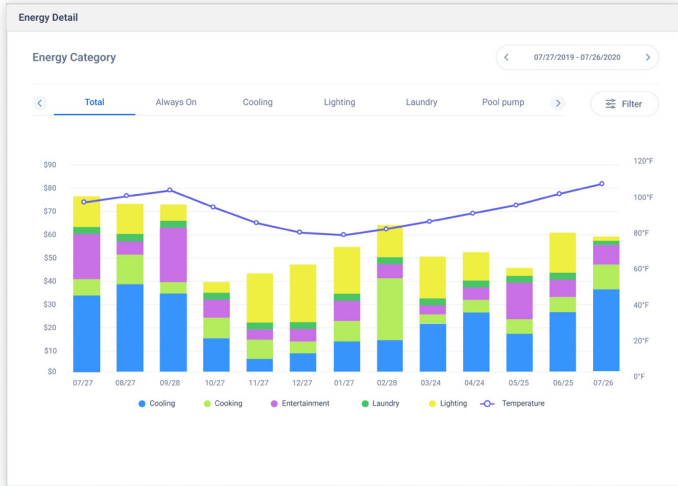 Energy Detail
Energy Category
07/27/2019 - 07/26/2020
Total Always On Cooling Lighting Laundry Pool pump
Filter
$90
$80
$70
$60
$50
$40
$30
$20
$10
$0
120°F
100°F
80°F
60°F
40°F
20°F
0°F
07/27 08/27 09/28 10/27 11/27 12/27 01/27 02/28 03/24 04/24 05/25 06/25 07/26
Cooling Cooking Entertainment Laundry Lighting Temperature